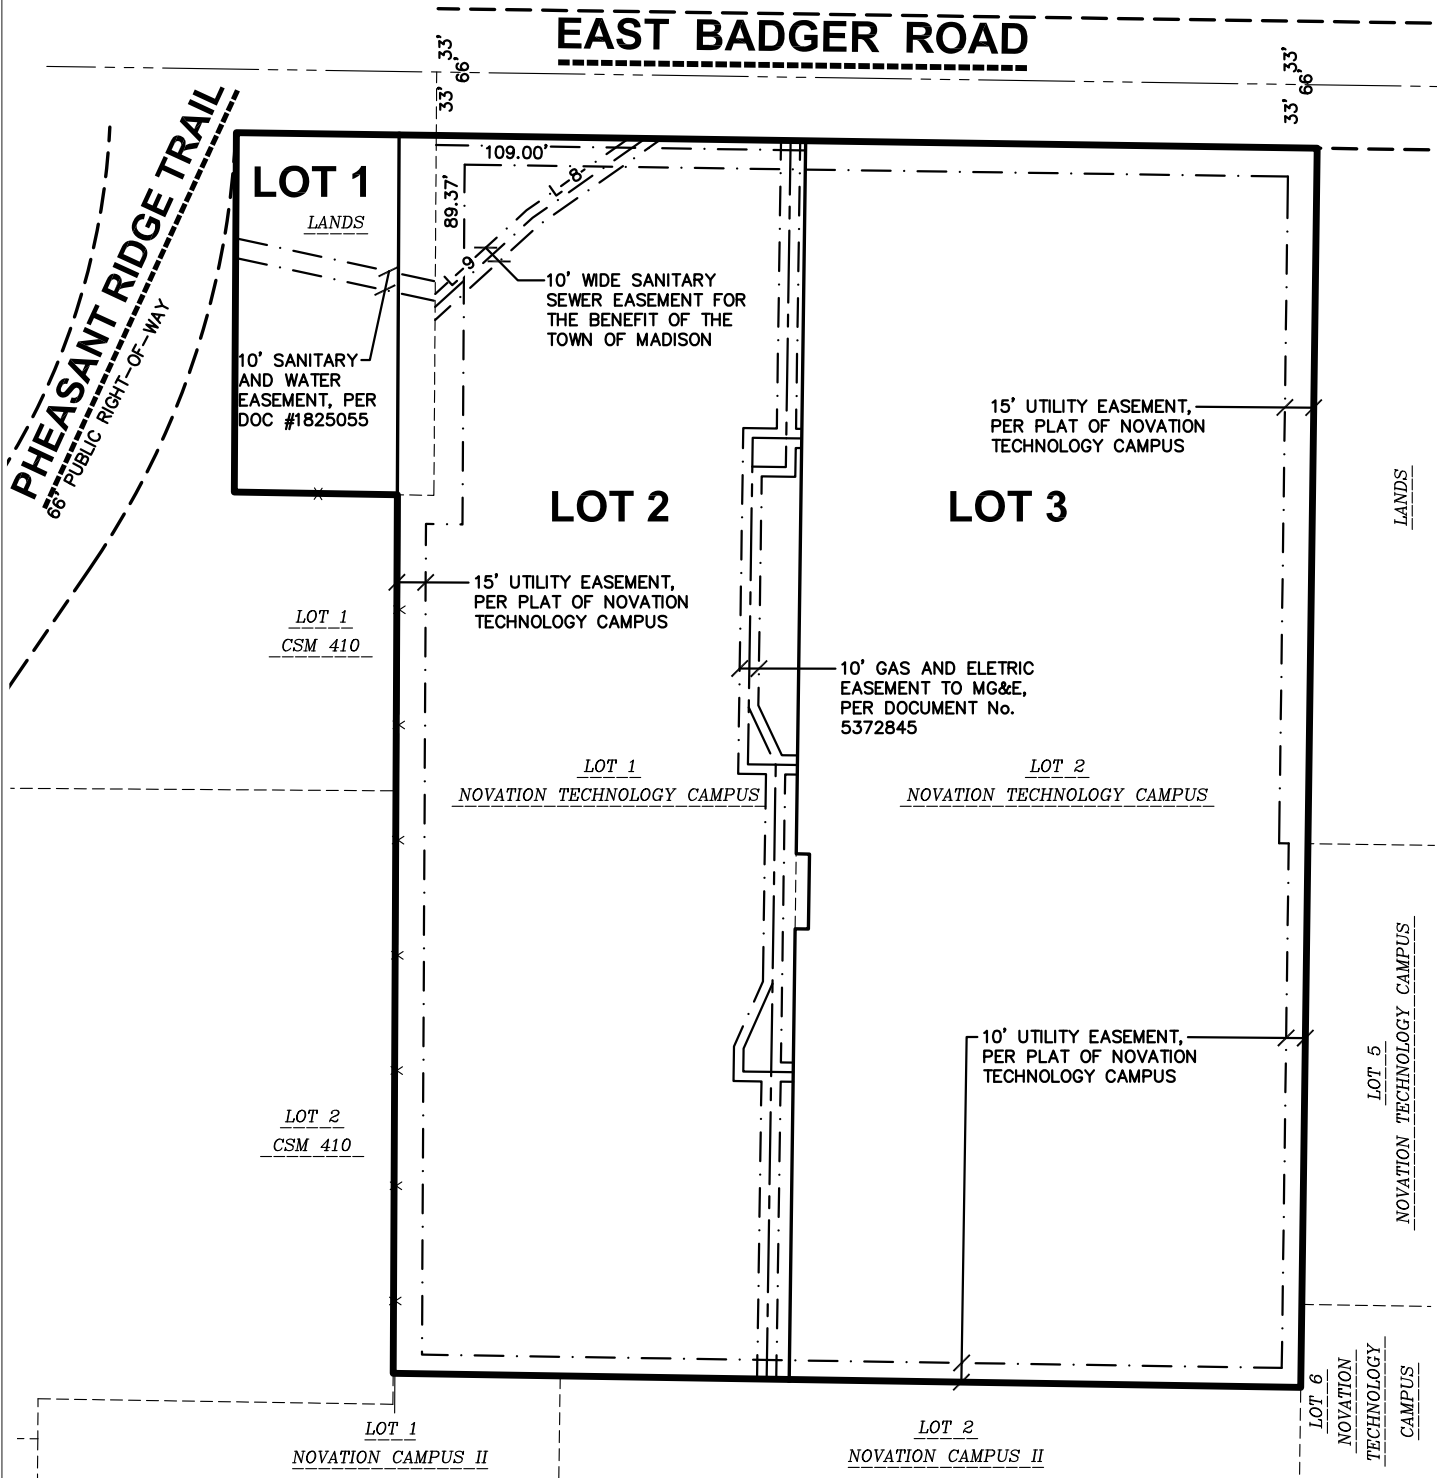 EAST BADGER ROAD
33'
66'
33'
33'
66'
33'
PHEASANT RIDGE TRAIL
66' PUBLIC RIGHT-OF-WAY
LOT 1
LANDS
109.00'
89.37'
L-8
L-9
10' WIDE SANITARY
SEWER EASEMENT FOR
THE BENEFIT OF THE
TOWN OF MADISON
10' SANITARY
AND WATER
EASEMENT, PER
DOC #1825055
15' UTILITY EASEMENT,
PER PLAT OF NOVATION
TECHNOLOGY CAMPUS
LOT 2
LOT 3
LANDS
15' UTILITY EASEMENT,
PER PLAT OF NOVATION
TECHNOLOGY CAMPUS
LOT 1
CSM 410
10' GAS AND ELETRIC
EASEMENT TO MG&E,
PER DOCUMENT No.
5372845
LOT 1
NOVATION TECHNOLOGY CAMPUS
LOT 2
NOVATION TECHNOLOGY CAMPUS
10' UTILITY EASEMENT,
PER PLAT OF NOVATION
TECHNOLOGY CAMPUS
LOT 5
NOVATION TECHNOLOGY CAMPUS
LOT 2
CSM 410
LOT 6
NOVATION
TECHNOLOGY
CAMPUS
LOT 1
NOVATION CAMPUS II
LOT 2
NOVATION CAMPUS II